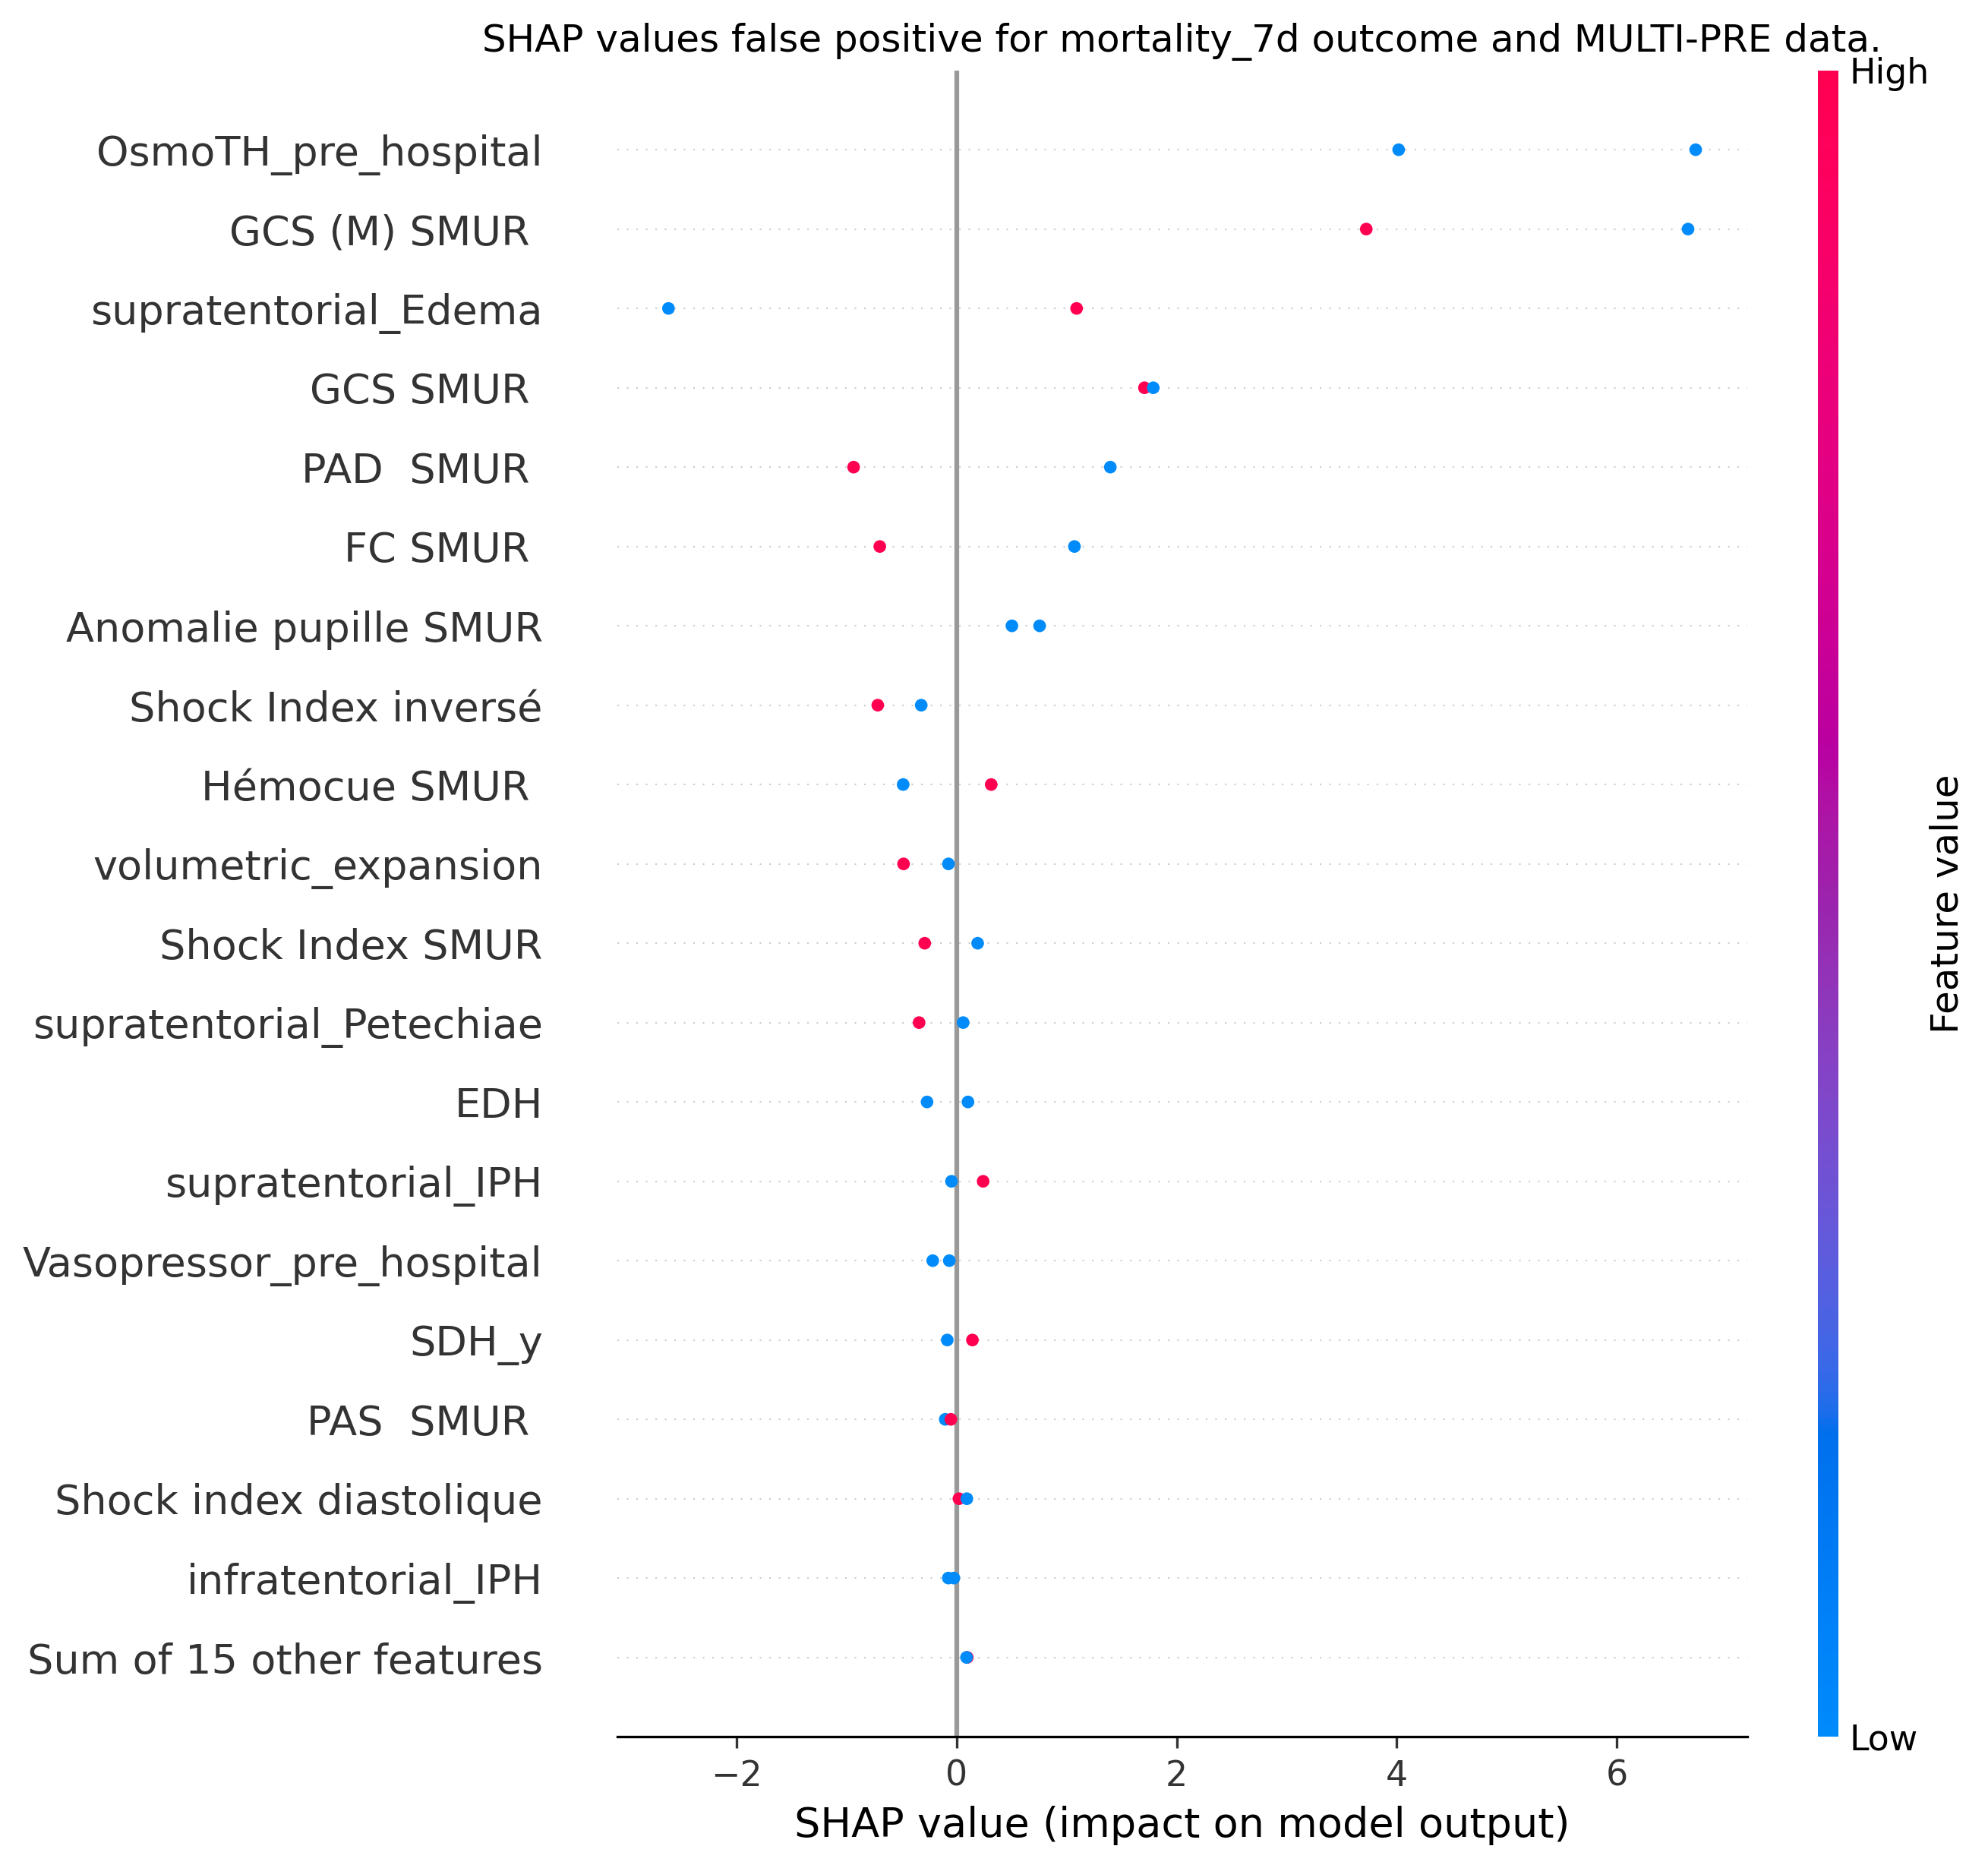 SHAP values false positive for mortality_7d outcome and MULTI-PRE data.
High
OsmoTH_pre_hospital
GCS (M) SMUR
supratentorial_Edema
GCS SMUR
PAD  SMUR
FC SMUR
Anomalie pupille SMUR
Shock Index inversé
Hémocue SMUR
volumetric_expansion
Shock Index SMUR
supratentorial_Petechiae
EDH
supratentorial_IPH
Vasopressor_pre_hospital
SDH_y
PAS  SMUR
Shock index diastolique
infratentorial_IPH
Sum of 15 other features
Feature value
Low
−2 0 2 4 6
SHAP value (impact on model output)